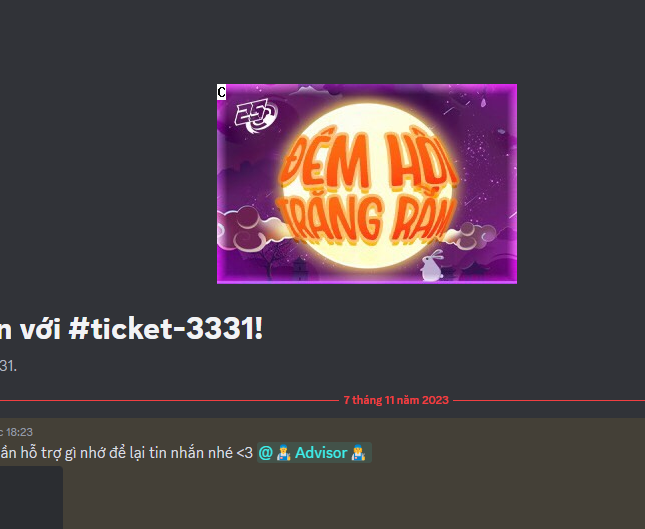 C
ĐÊM HỘI
TRĂNG RẰM
n với #ticket-3331!
31.
7 tháng 11 năm 2023
c 18:23
ần hỗ trợ gì nhớ để lại tin nhắn nhé <3 @👨‍⚕️ Advisor 👨‍⚕️